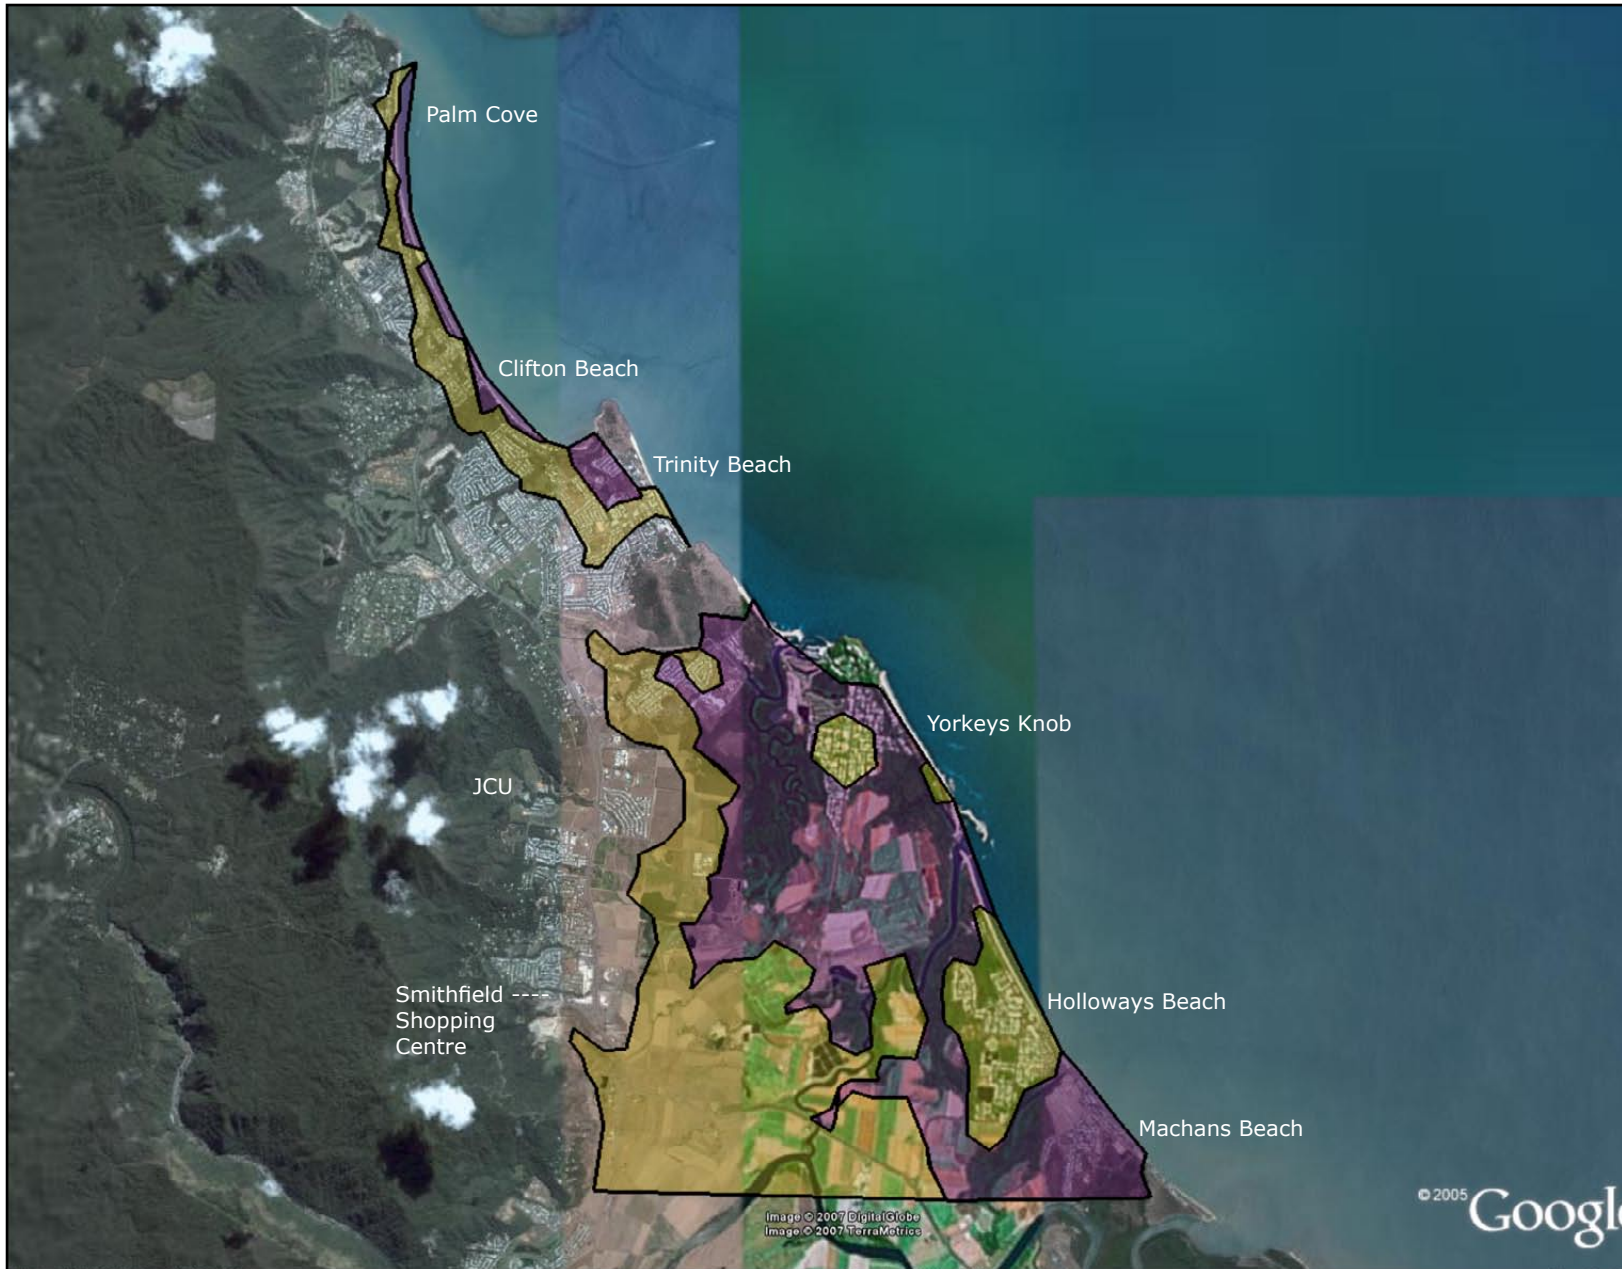 Palm Cove
Clifton Beach
Trinity Beach
Yorkeys Knob
JCU
Smithfield ----
Shopping
Centre
Holloways Beach
Machans Beach
Image © 2007 DigitalGlobe
Image © 2007 TerraMetrics
© 2005 Google